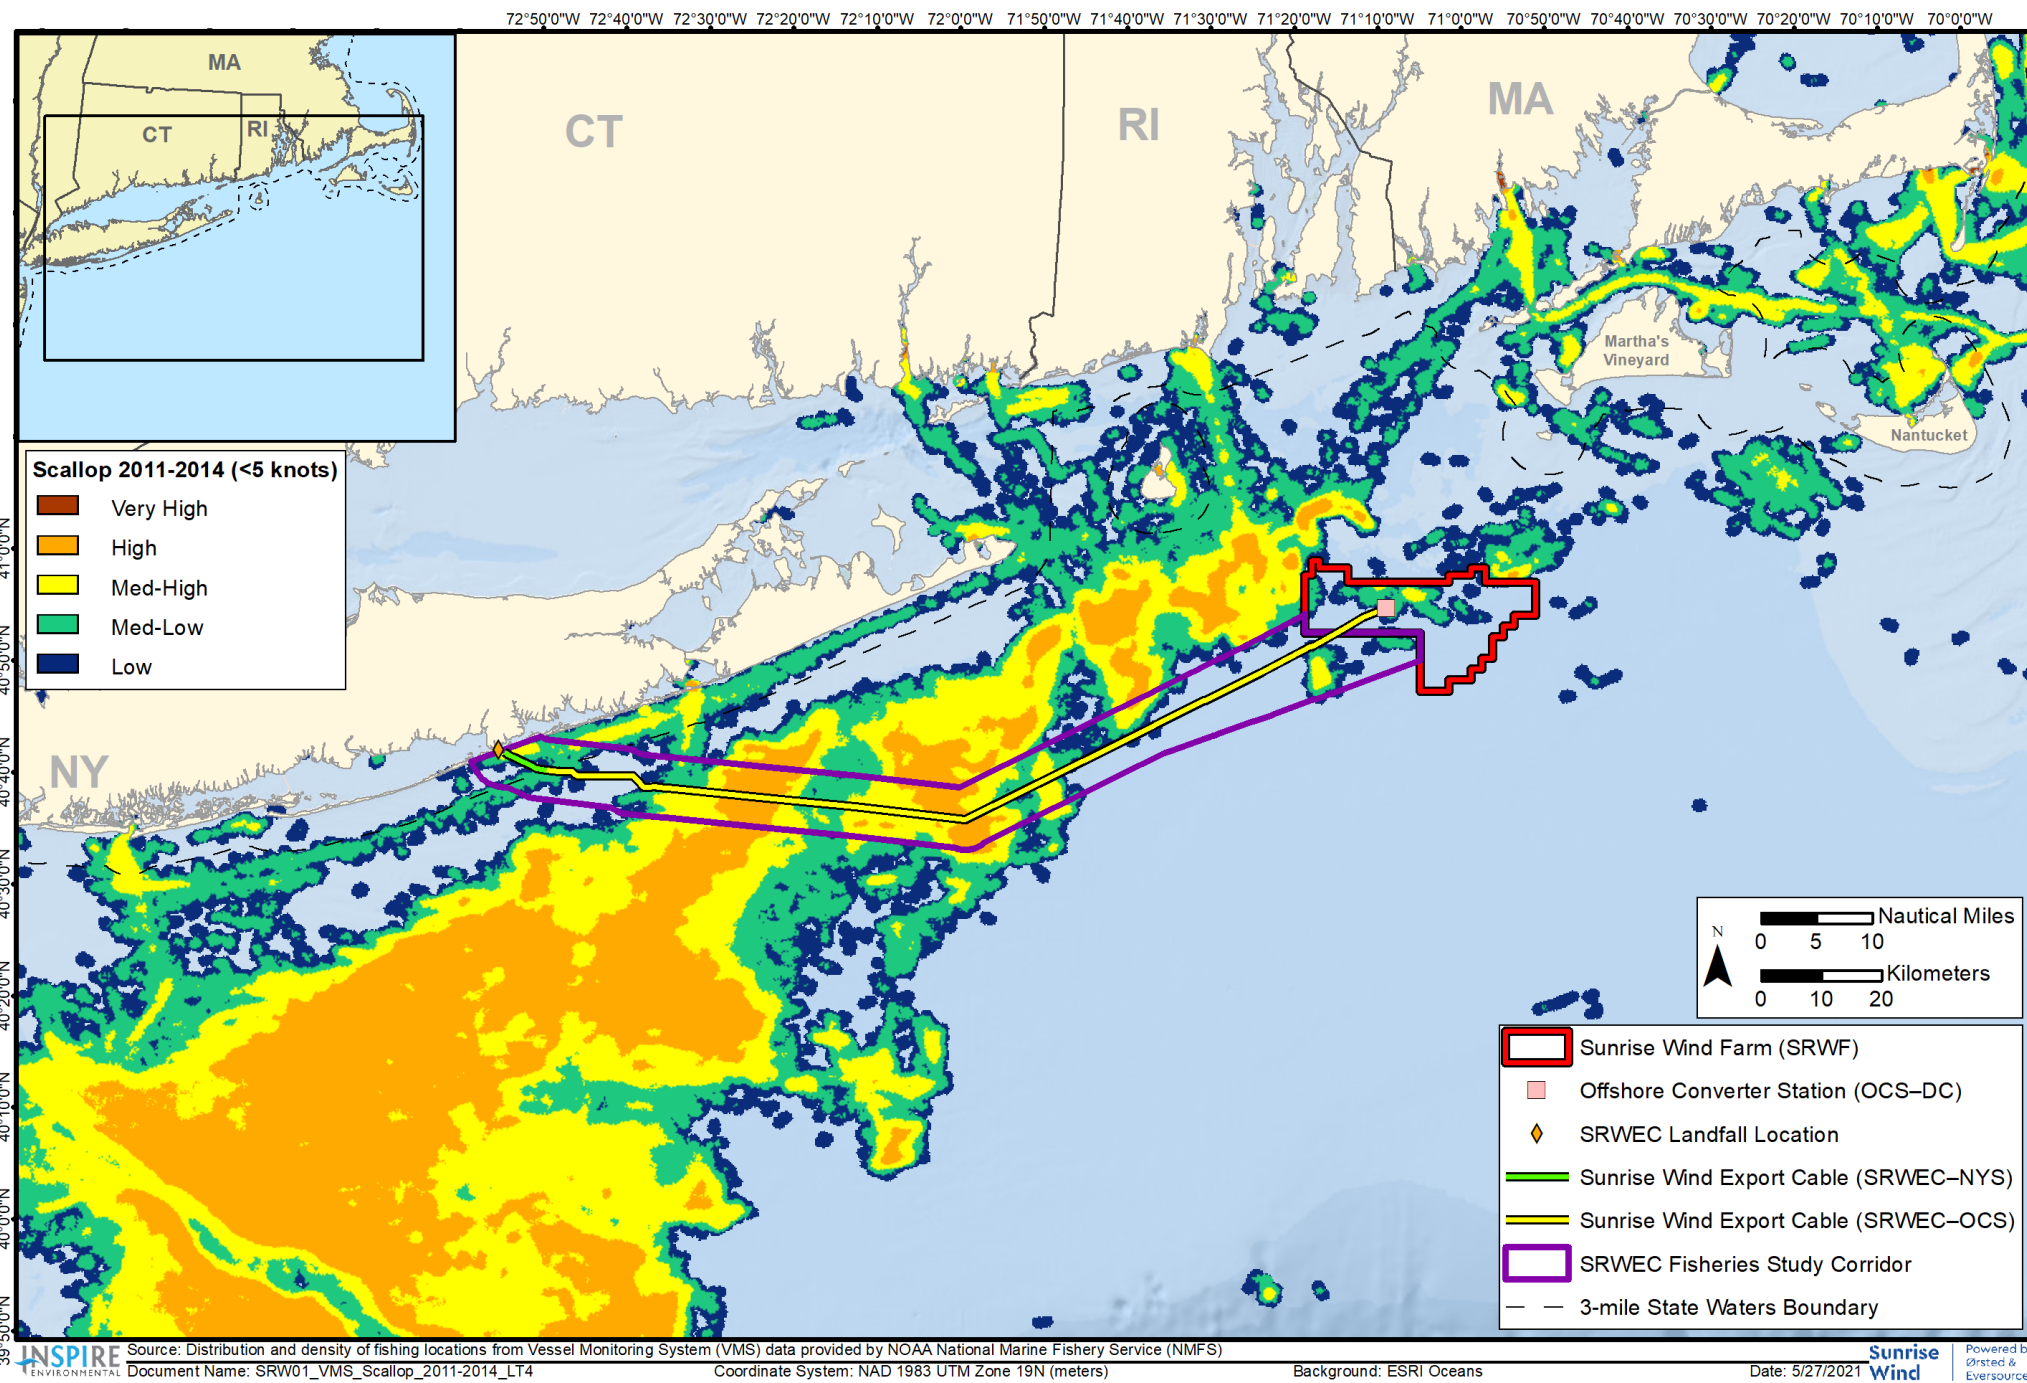 72°50'0"W 72°40'0"W 72°30'0"W 72°20'0"W 72°10'0"W 72°0'0"W 71°50'0"W 71°40'0"W 71°30'0"W 71°20'0"W 71°10'0"W 71°0'0"W 70°50'0"W 70°40'0"W 70°30'0"W 70°20'0"W 70°10'0"W 70°0'0"W
MA
CT
RI
CT
RI
MA
Martha's
Vineyard
Nantucket
NY
Scallop 2011-2014 (<5 knots)
Very High
High
Med-High
Med-Low
Low
41°0'0"N
40°50'0"N
40°40'0"N
40°30'0"N
40°20'0"N
40°10'0"N
40°0'0"N
39°50'0"N
N
Nautical Miles
0 5 10
Kilometers
0 10 20
Sunrise Wind Farm (SRWF)
Offshore Converter Station (OCS–DC)
SRWEC Landfall Location
Sunrise Wind Export Cable (SRWEC–NYS)
Sunrise Wind Export Cable (SRWEC–OCS)
SRWEC Fisheries Study Corridor
3-mile State Waters Boundary
INSPIRE
ENVIRONMENTAL
Source: Distribution and density of fishing locations from Vessel Monitoring System (VMS) data provided by NOAA National Marine Fishery Service (NMFS)
Document Name: SRW01_VMS_Scallop_2011-2014_LT4 Coordinate System: NAD 1983 UTM Zone 19N (meters) Background: ESRI Oceans Date: 5/27/2021
Sunrise
Wind
Powered by
Ørsted &
Eversource